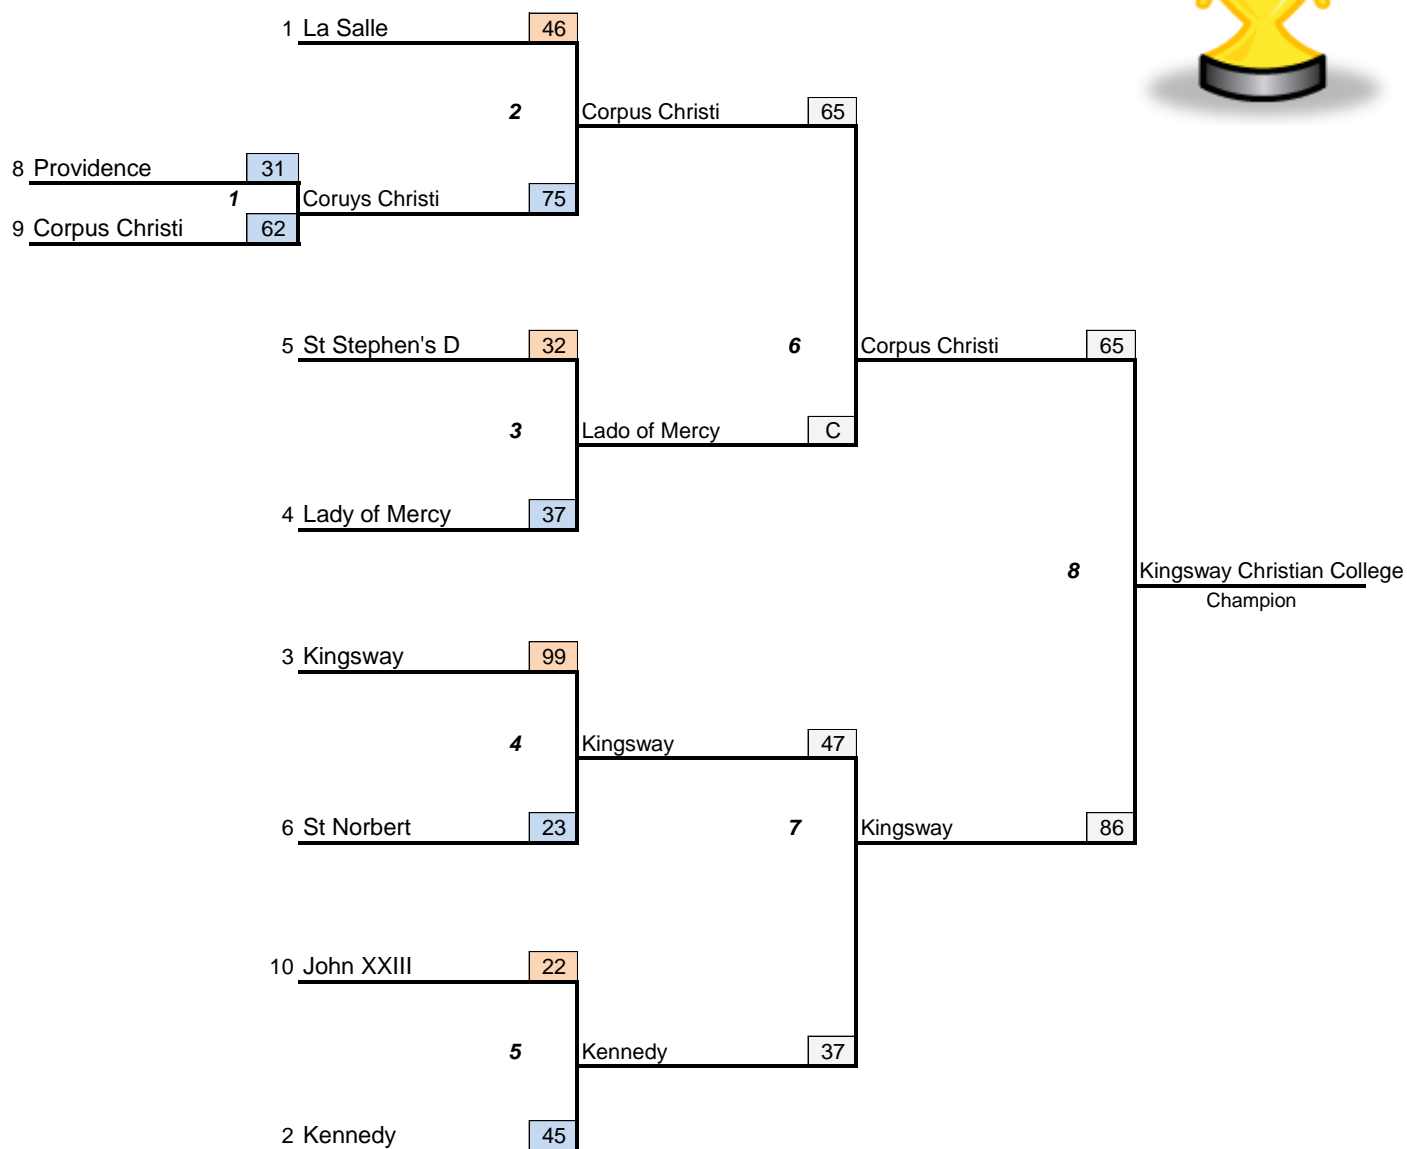 1 La Salle 46
2 Corpus Christi 65
8 Providence 31
1 Coruys Christi 75
9 Corpus Christi 62
5 St Stephen's D 32
6 Corpus Christi 65
3 Lado of Mercy C
4 Lady of Mercy 37
8 Kingsway Christian College
Champion
3 Kingsway 99
4 Kingsway 47
6 St Norbert 23
7 Kingsway 86
10 John XXIII 22
5 Kennedy 37
2 Kennedy 45